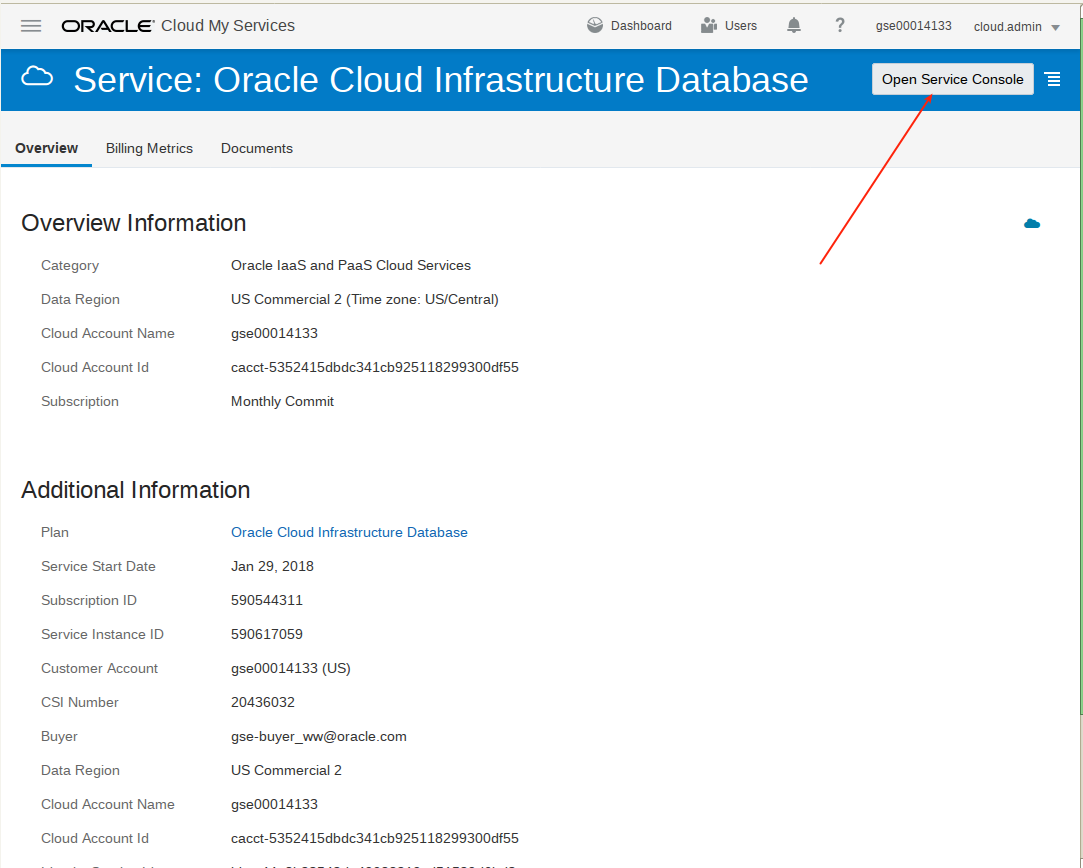 ORACLE Cloud My Services Dashboard Users ? gse00014133 cloud.admin
Service: Oracle Cloud Infrastructure Database Open Service Console
Overview Billing Metrics Documents
Overview Information
Category Oracle IaaS and PaaS Cloud Services
Data Region US Commercial 2 (Time zone: US/Central)
Cloud Account Name gse00014133
Cloud Account Id cacct-5352415dbdc341cb925118299300df55
Subscription Monthly Commit
Additional Information
Plan Oracle Cloud Infrastructure Database
Service Start Date Jan 29, 2018
Subscription ID 590544311
Service Instance ID 590617059
Customer Account gse00014133 (US)
CSI Number 20436032
Buyer gse-buyer_ww@oracle.com
Data Region US Commercial 2
Cloud Account Name gse00014133
Cloud Account Id cacct-5352415dbdc341cb925118299300df55